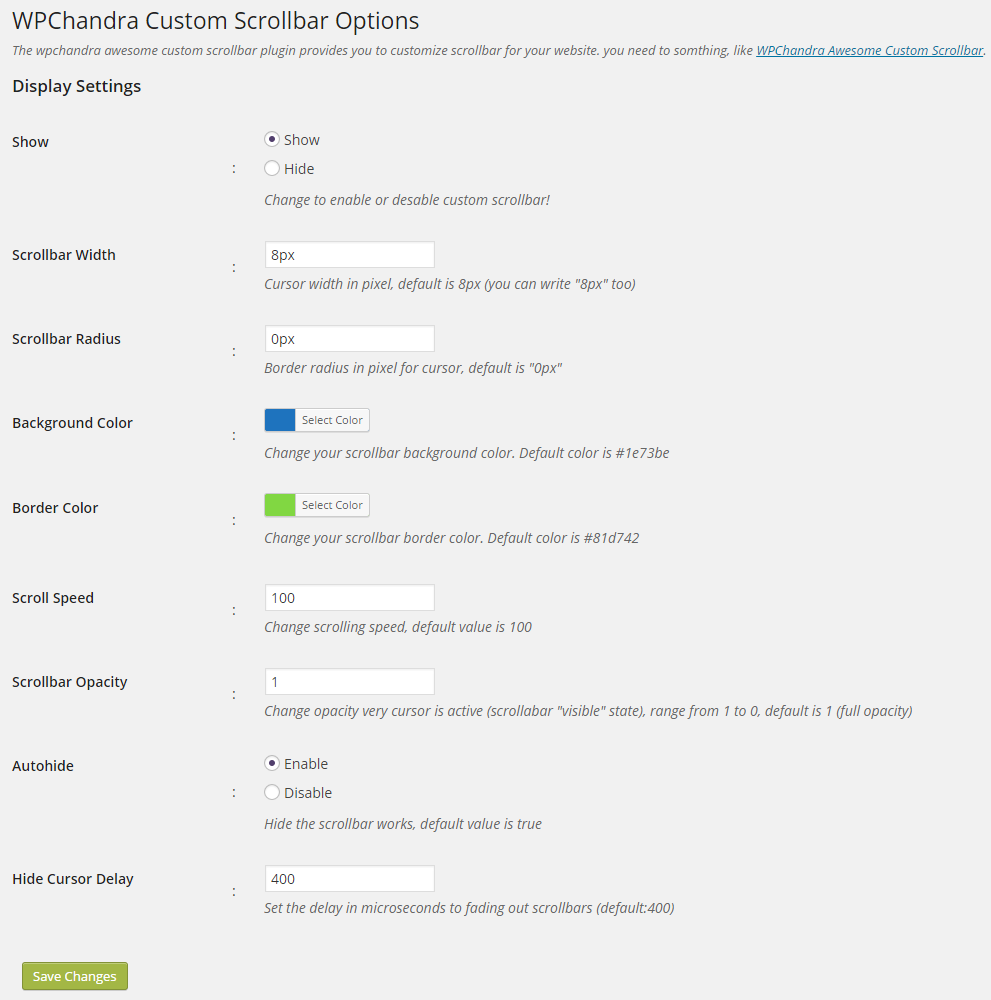 WPChandra Custom Scrollbar Options
The wpchandra awesome custom scrollbar plugin provides you to customize scrollbar for your website. you need to somthing, like WPChandra Awesome Custom Scrollbar.
Display Settings
Show
:
Show
Hide
Change to enable or desable custom scrollbar!
Scrollbar Width
:
8px
Cursor width in pixel, default is 8px (you can write "8px" too)
Scrollbar Radius
:
0px
Border radius in pixel for cursor, default is "0px"
Background Color
:
Select Color
Change your scrollbar background color. Default color is #1e73be
Border Color
:
Select Color
Change your scrollbar border color. Default color is #81d742
Scroll Speed
:
100
Change scrolling speed, default value is 100
Scrollbar Opacity
:
1
Change opacity very cursor is active (scrollabar "visible" state), range from 1 to 0, default is 1 (full opacity)
Autohide
:
Enable
Disable
Hide the scrollbar works, default value is true
Hide Cursor Delay
:
400
Set the delay in microseconds to fading out scrollbars (default:400)
Save Changes